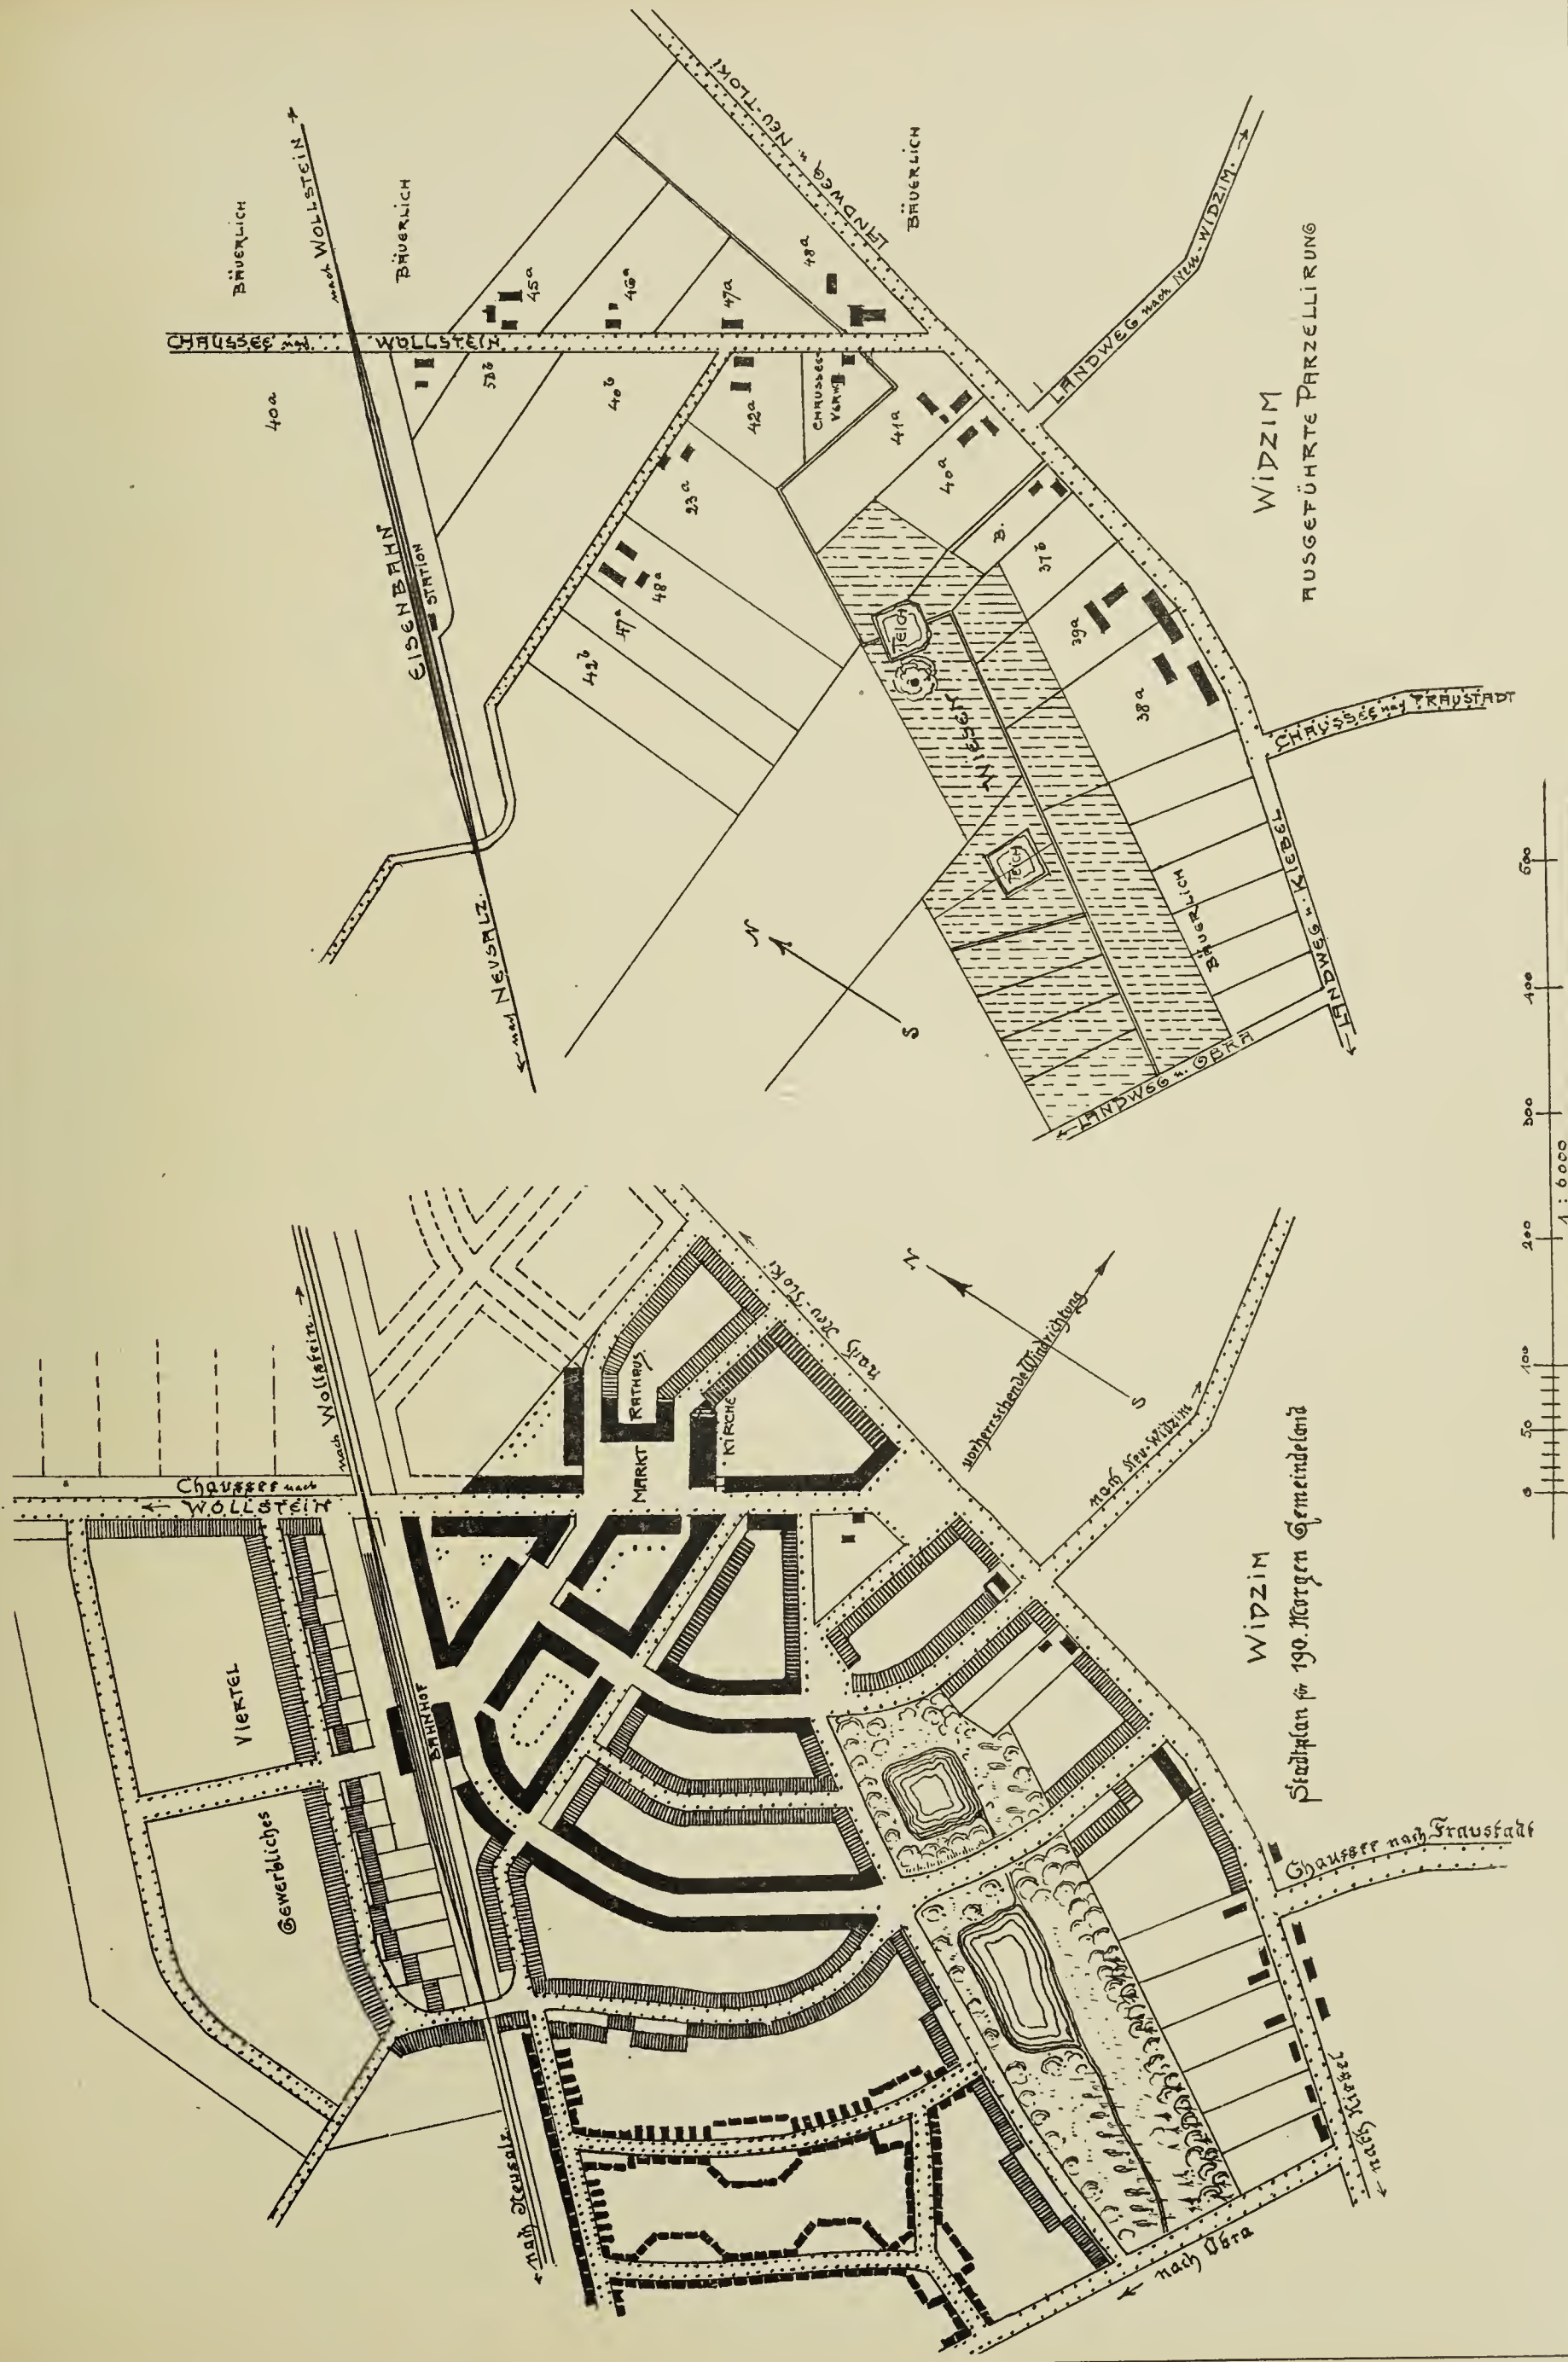 BÄUERLICH
nach WOLLSTEIN
BÄUERLICH
CHAUSSEE nach WOLLSTEIN
40a
EISENBAHN
STATION
← nach NEUSALZ.
45a
46a
47a
48a
LANDWEG n. NEU-TLOKI
BÄUERLICH
40b
42a
CHAUSSEE
VERW.
41a
40a
23a
48a
47a
42b
B.
37b
39a
38a
TEICH
WIESEN
TEICH
BÄUERLICH
LANDWEG nach NEU-WIDZIM.
CHAUSSEE nach FRAUSTADT
LANDWEG n. KIEBEL
LANDWEG n. OBRA
N
S
WIDZIM
AUSGEFÜHRTE PARZELLIRUNG
nach Wollstein
Chaussee nach
WOLLSTEIN
Gewerbliches
VIERTEL
BAHNHOF
MARKT
RATHAUS
KIRCHE
nach Neu-Tloki
nach Neusalz
N
S
vorherrschende Windrichtung
nach Neu-Widzim
Chaussee nach Fraustadt
nach Kiebel
nach Obra
WIDZIM
Stadtplan für 190 Morgen Gemeindeland
0 50 100 200 300 400 500
1:6000